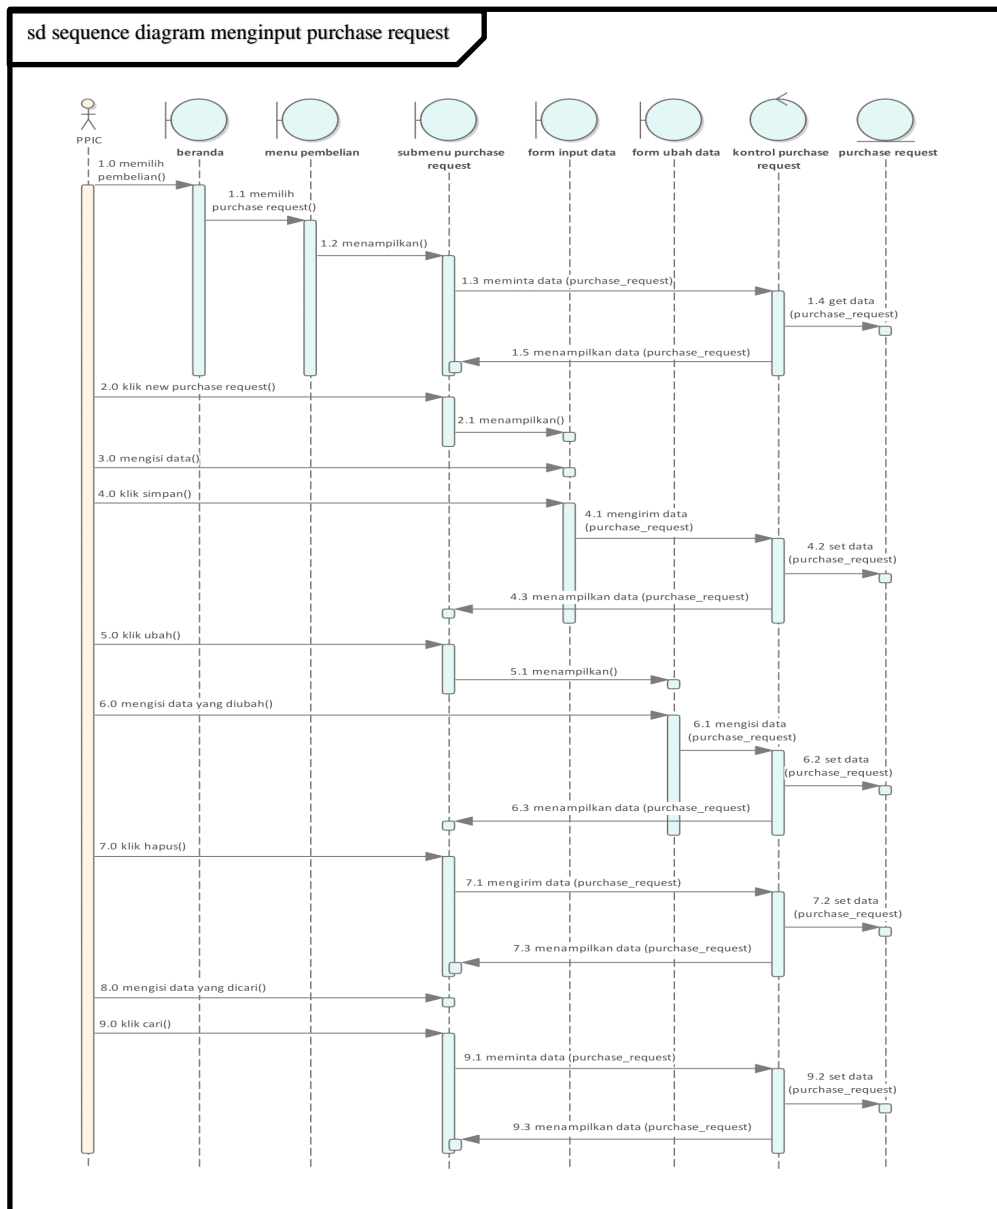 sd sequence diagram menginput purchase request
PPIC
beranda
menu pembelian
submenu purchase
request
form input data
form ubah data
kontrol purchase
request
purchase request
1.0 memilih
pembelian()
1.1 memilih
purchase request()
1.2 menampilkan()
1.3 meminta data (purchase_request)
1.4 get data
(purchase_request)
1.5 menampilkan data (purchase_request)
2.0 klik new purchase request()
2.1 menampilkan()
3.0 mengisi data()
4.0 klik simpan()
4.1 mengirim data
(purchase_request)
4.2 set data
(purchase_request)
4.3 menampilkan data (purchase_request)
5.0 klik ubah()
5.1 menampilkan()
6.0 mengisi data yang diubah()
6.1 mengisi data
(purchase_request)
6.2 set data
(purchase_request)
6.3 menampilkan data (purchase_request)
7.0 klik hapus()
7.1 mengirim data (purchase_request)
7.2 set data
(purchase_request)
7.3 menampilkan data (purchase_request)
8.0 mengisi data yang dicari()
9.0 klik cari()
9.1 meminta data (purchase_request)
9.2 set data
(purchase_request)
9.3 menampilkan data (purchase_request)